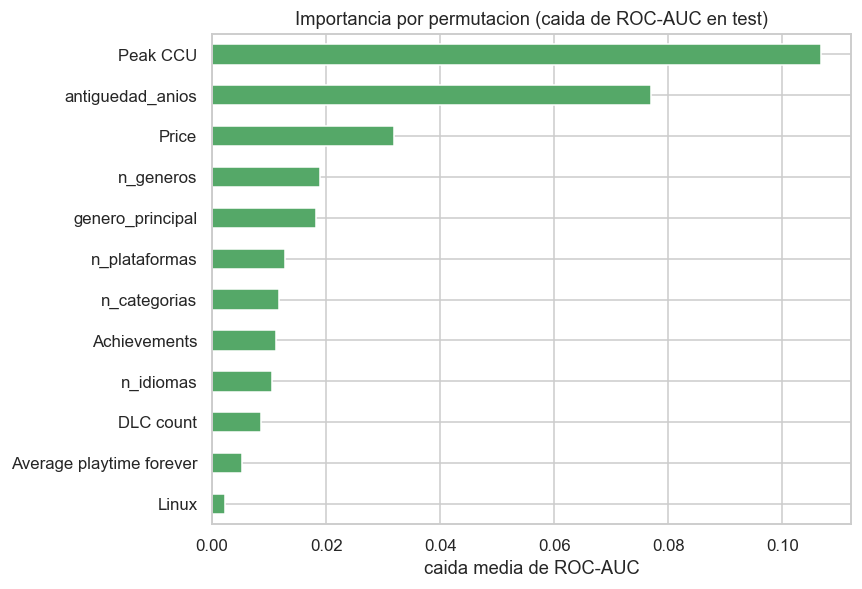 Importancia por permutacion (caida de ROC-AUC en test)
Peak CCU
antiguedad_anios
Price
n_generos
genero_principal
n_plataformas
n_categorias
Achievements
n_idiomas
DLC count
Average playtime forever
Linux
0.00 0.02 0.04 0.06 0.08 0.10
caida media de ROC-AUC